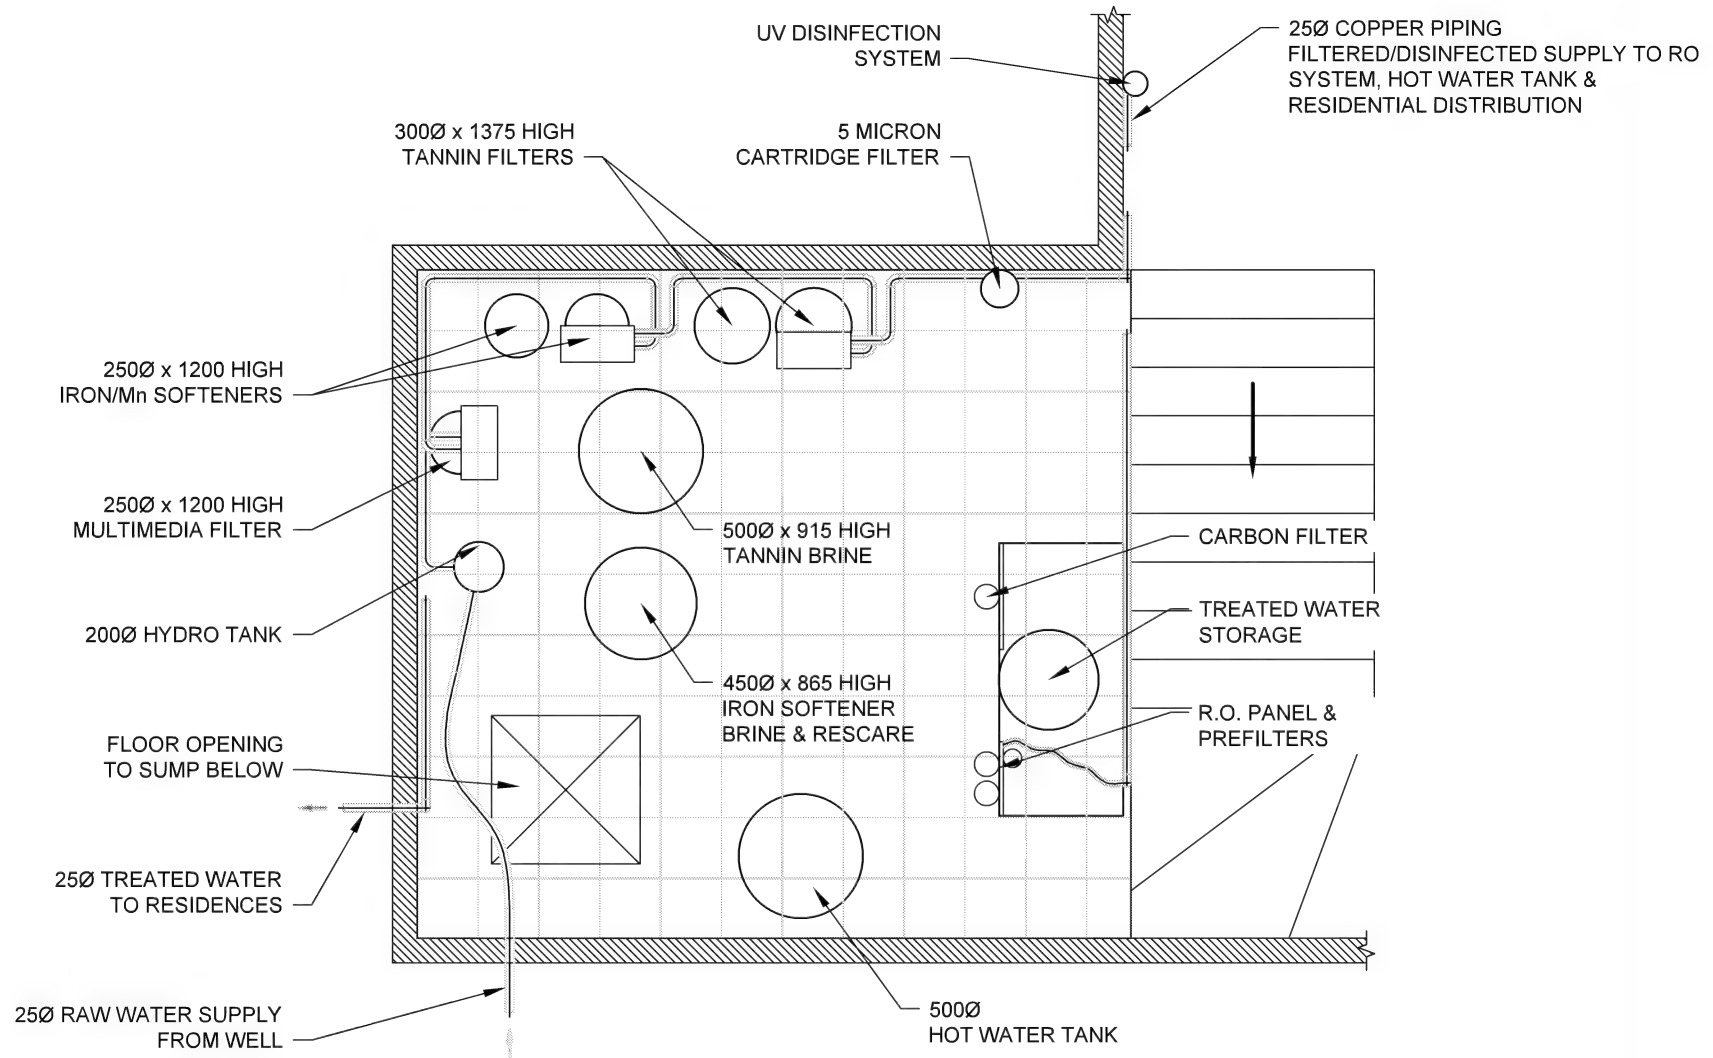 UV DISINFECTION
SYSTEM
25Ø COPPER PIPING
FILTERED/DISINFECTED SUPPLY TO RO
SYSTEM, HOT WATER TANK &
RESIDENTIAL DISTRIBUTION
300Ø x 1375 HIGH
TANNIN FILTERS
5 MICRON
CARTRIDGE FILTER
250Ø x 1200 HIGH
IRON/Mn SOFTENERS
250Ø x 1200 HIGH
MULTIMEDIA FILTER
500Ø x 915 HIGH
TANNIN BRINE
CARBON FILTER
200Ø HYDRO TANK
TREATED WATER
STORAGE
450Ø x 865 HIGH
IRON SOFTENER
BRINE & RESCARE
R.O. PANEL &
PREFILTERS
FLOOR OPENING
TO SUMP BELOW
25Ø TREATED WATER
TO RESIDENCES
25Ø RAW WATER SUPPLY
FROM WELL
500Ø
HOT WATER TANK